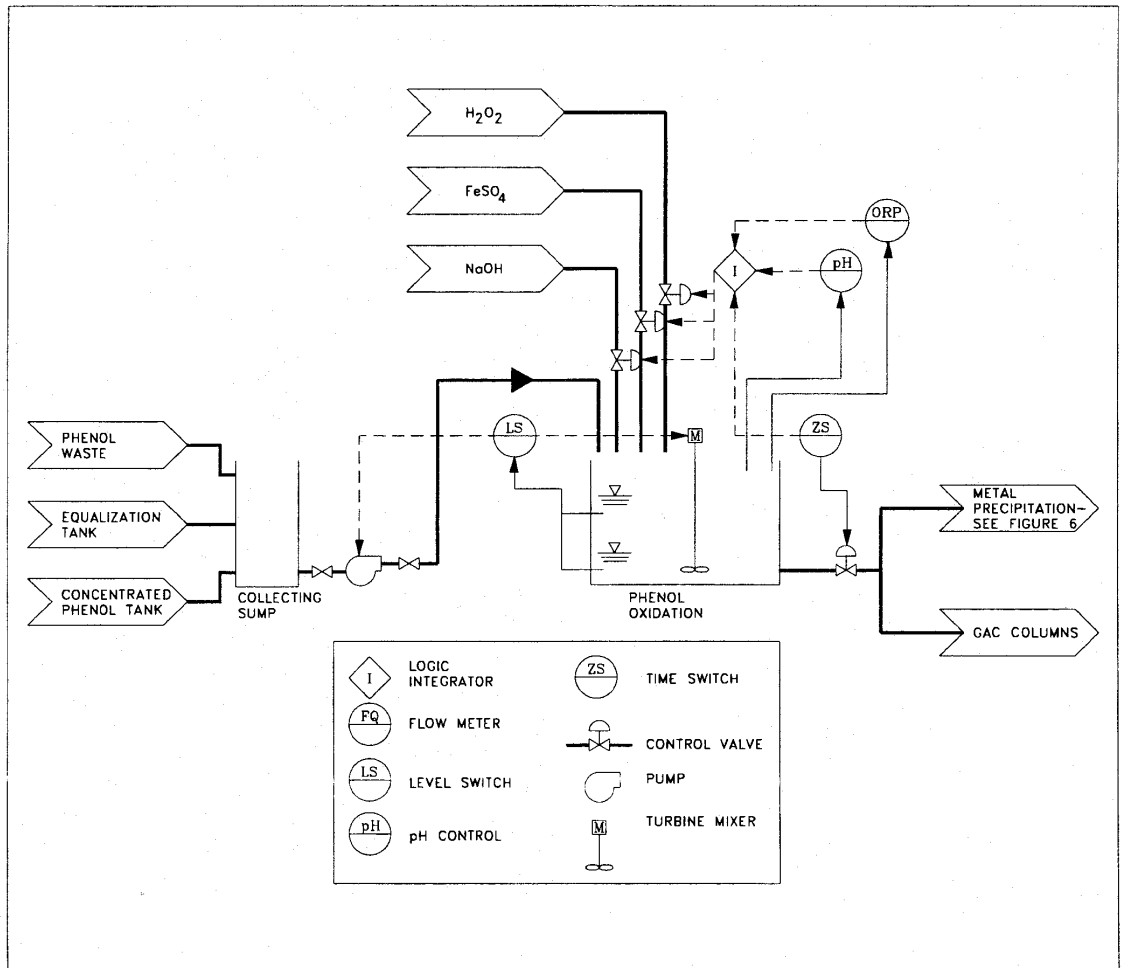 H2O2
FeSO4
NaOH
ORP
I
pH
LS
M
ZS
PHENOL
WASTE
EQUALIZATION
TANK
CONCENTRATED
PHENOL TANK
COLLECTING
SUMP
PHENOL
OXIDATION
METAL
PRECIPITATION-
SEE FIGURE 6
GAC COLUMNS
I
LOGIC
INTEGRATOR
FQ
FLOW METER
LS
LEVEL SWITCH
pH
pH CONTROL
ZS
TIME SWITCH
CONTROL VALVE
PUMP
M
TURBINE MIXER